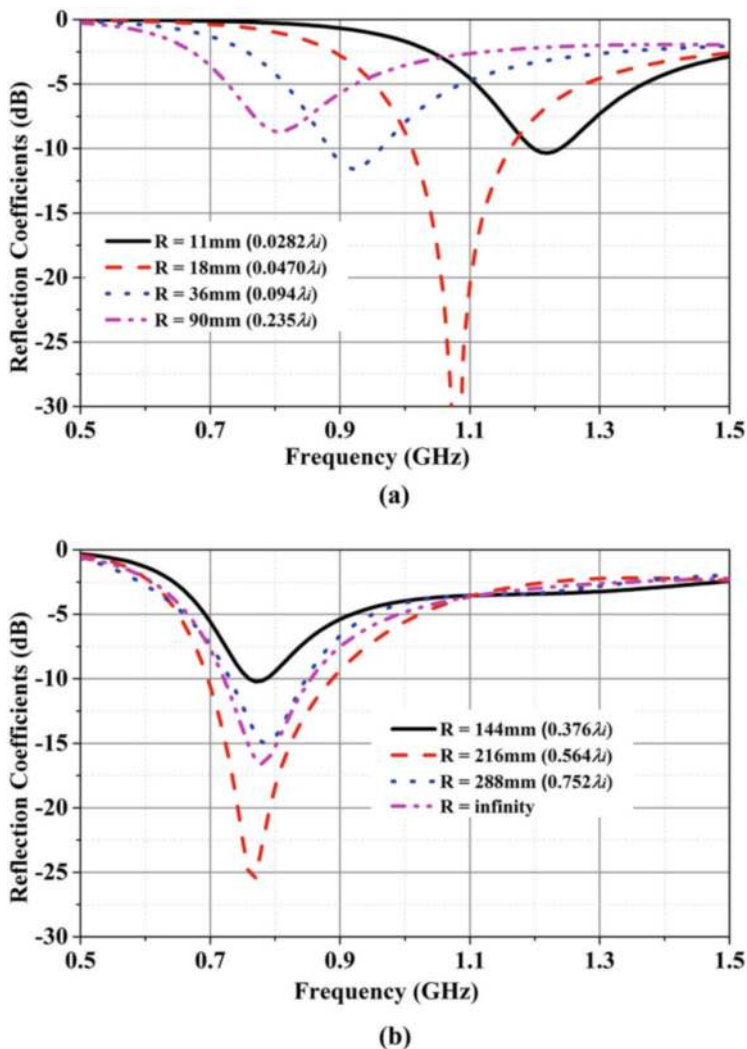 0
-5
-10
-15
-20
-25
-30
Reflection Coefficients (dB)
R = 11mm (0.0282λi)
R = 18mm (0.0470λi)
R = 36mm (0.094λi)
R = 90mm (0.235λi)
0.5 0.7 0.9 1.1 1.3 1.5
Frequency (GHz)
(a)
0
-5
-10
-15
-20
-25
-30
Reflection Coefficients (dB)
R = 144mm (0.376λi)
R = 216mm (0.564λi)
R = 288mm (0.752λi)
R = infinity
0.5 0.7 0.9 1.1 1.3 1.5
Frequency (GHz)
(b)